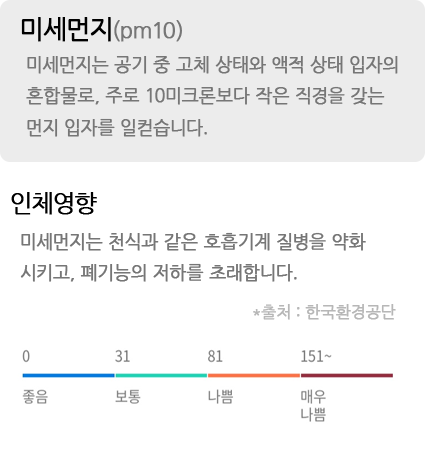 미세먼지(pm10)
미세먼지는 공기 중 고체 상태와 액적 상태 입자의
혼합물로, 주로 10미크론보다 작은 직경을 갖는
먼지 입자를 일컫습니다.
인체영향
미세먼지는 천식과 같은 호흡기계 질병을 악화
시키고, 폐기능의 저하를 초래합니다.
*출처 : 한국환경공단
0 31 81 151~
좋음 보통 나쁨 매우
나쁨